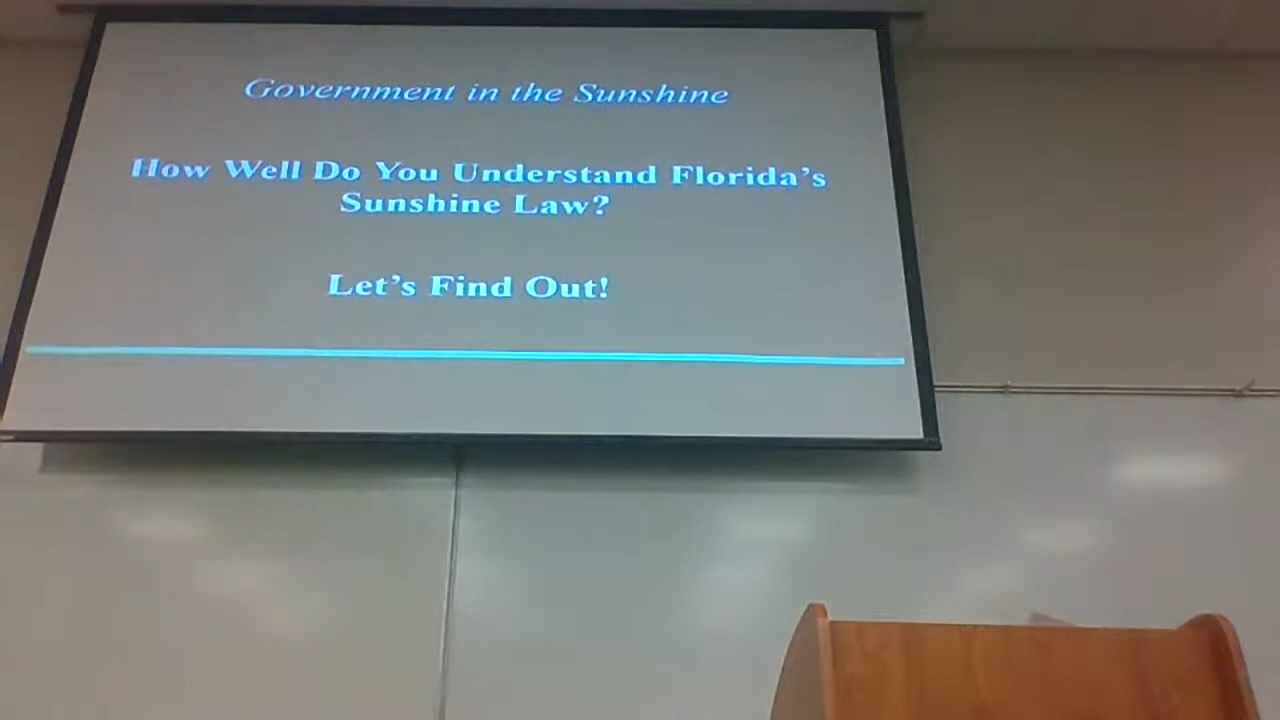 Government in the Sunshine
How Well Do You Understand Florida's
Sunshine Law?
Let's Find Out!